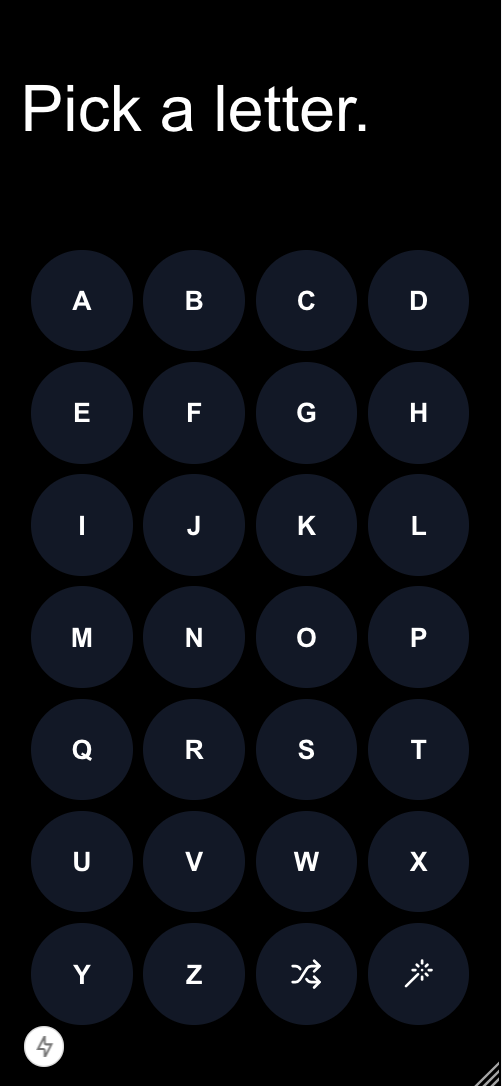 Pick a letter.
A B C D
E F G H
I J K L
M N O P
Q R S T
U V W X
Y Z